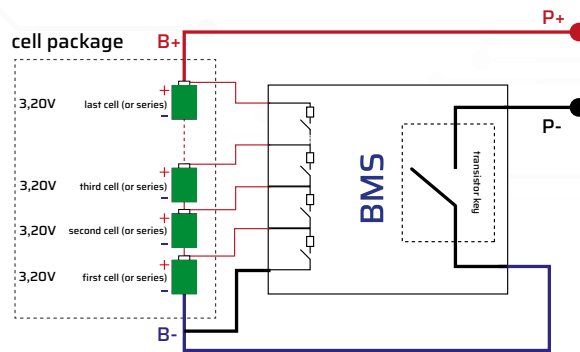 P+
cell package
B+
3,20V
+
last cell (or series)
-
P-
BMS
transistor key
3,20V
+
third cell (or series)
-
3,20V
+
second cell (or series)
-
3,20V
+
first cell (or series)
-
B-